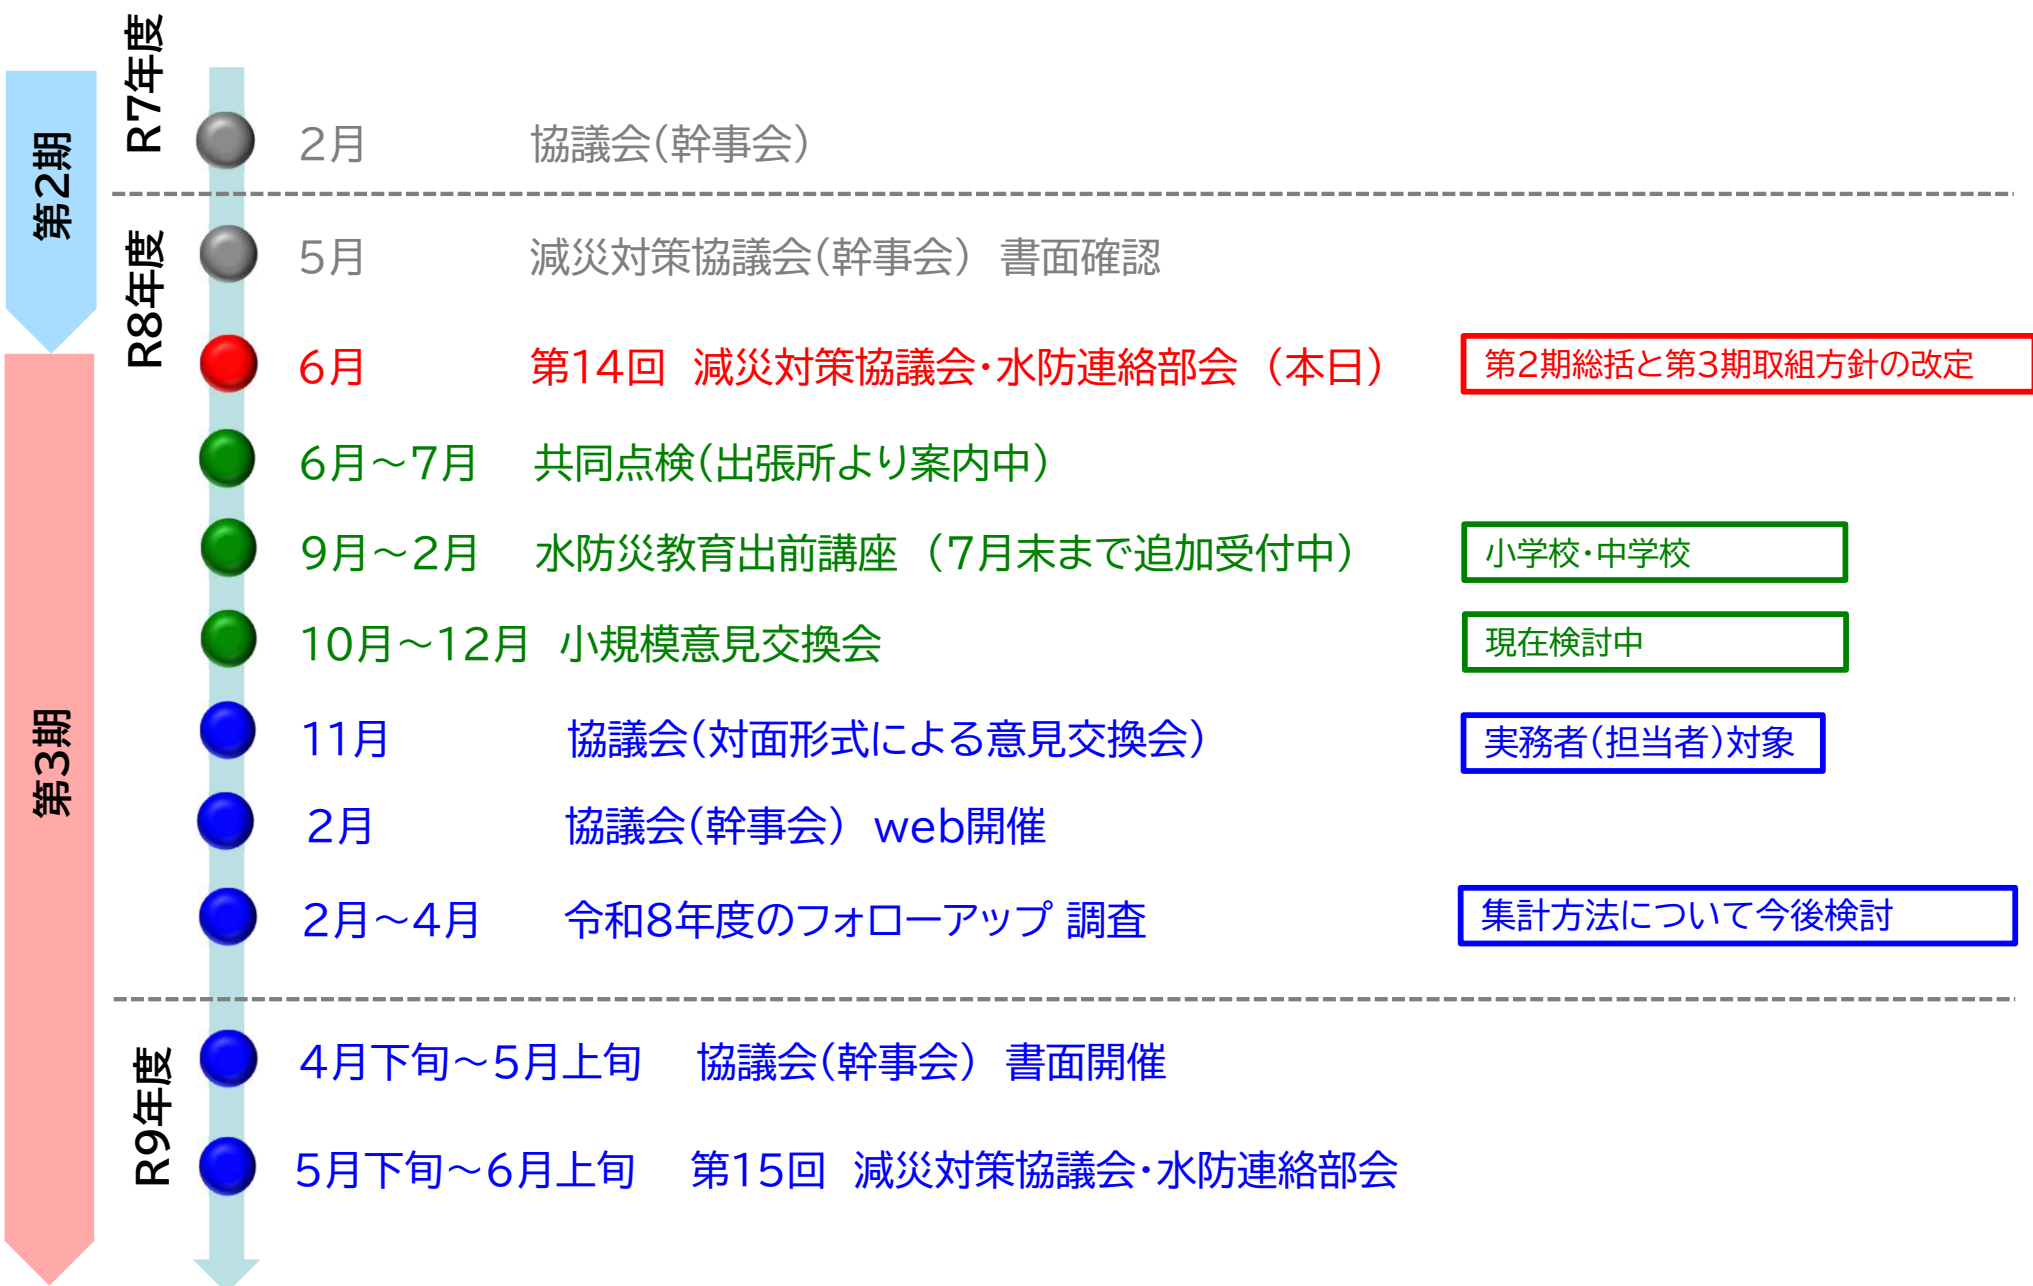 第2期
第3期
R7年度
2月 協議会(幹事会)
R8年度
5月 減災対策協議会(幹事会) 書面確認
6月 第14回 減災対策協議会・水防連絡部会 (本日) 第2期総括と第3期取組方針の改定
6月～7月 共同点検(出張所より案内中)
9月～2月 水防災教育出前講座 (7月末まで追加受付中) 小学校・中学校
10月～12月 小規模意見交換会 現在検討中
11月 協議会(対面形式による意見交換会) 実務者(担当者)対象
2月 協議会(幹事会) web開催
2月～4月 令和8年度のフォローアップ 調査 集計方法について今後検討
R9年度
4月下旬～5月上旬 協議会(幹事会) 書面開催
5月下旬～6月上旬 第15回 減災対策協議会・水防連絡部会